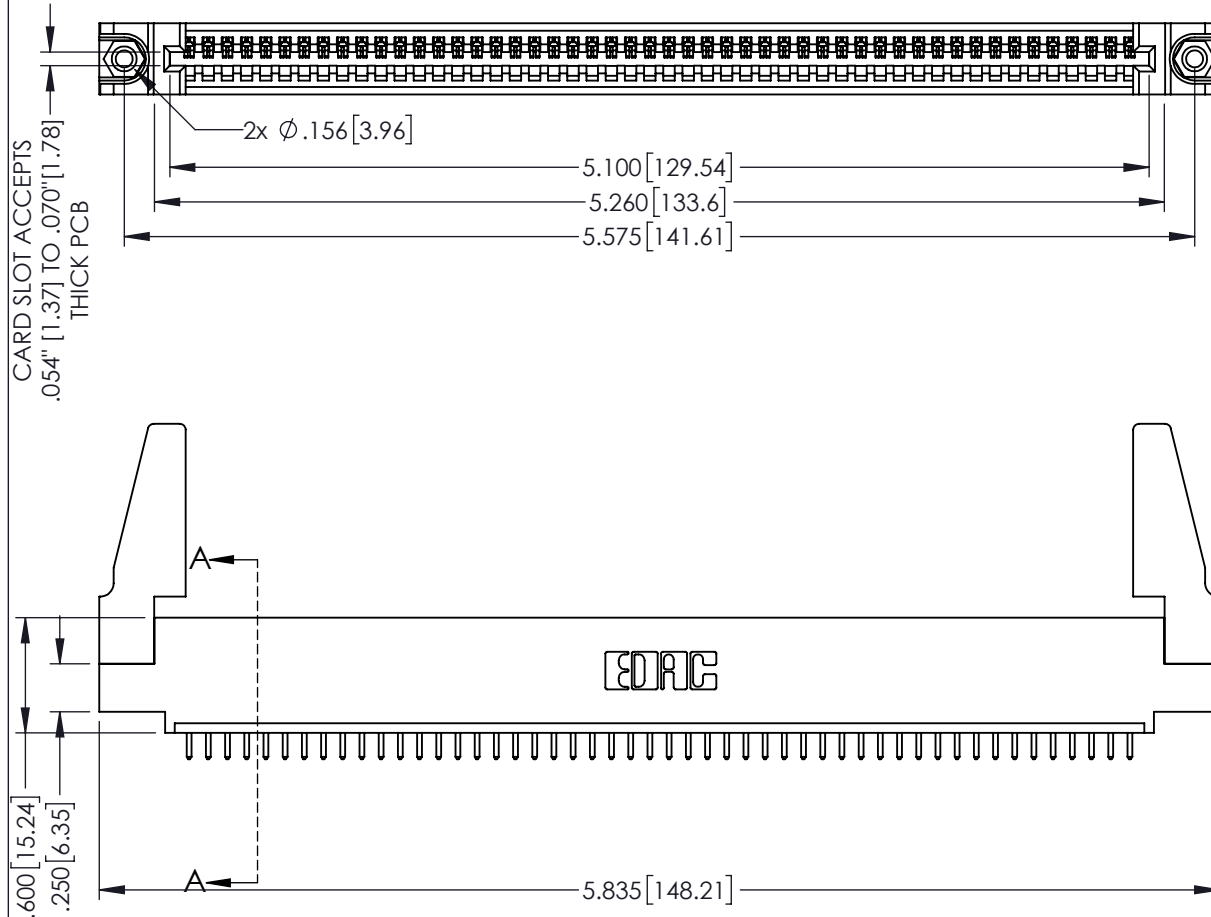 2x Ø.156[3.96]
5.100[129.54]
5.260[133.6]
5.575[141.61]
CARD SLOT ACCEPTS
.054" [1.37] TO .070"[1.78]
THICK PCB
A
EDAC
.600[15.24]
.250[6.35]
A
5.835[148.21]